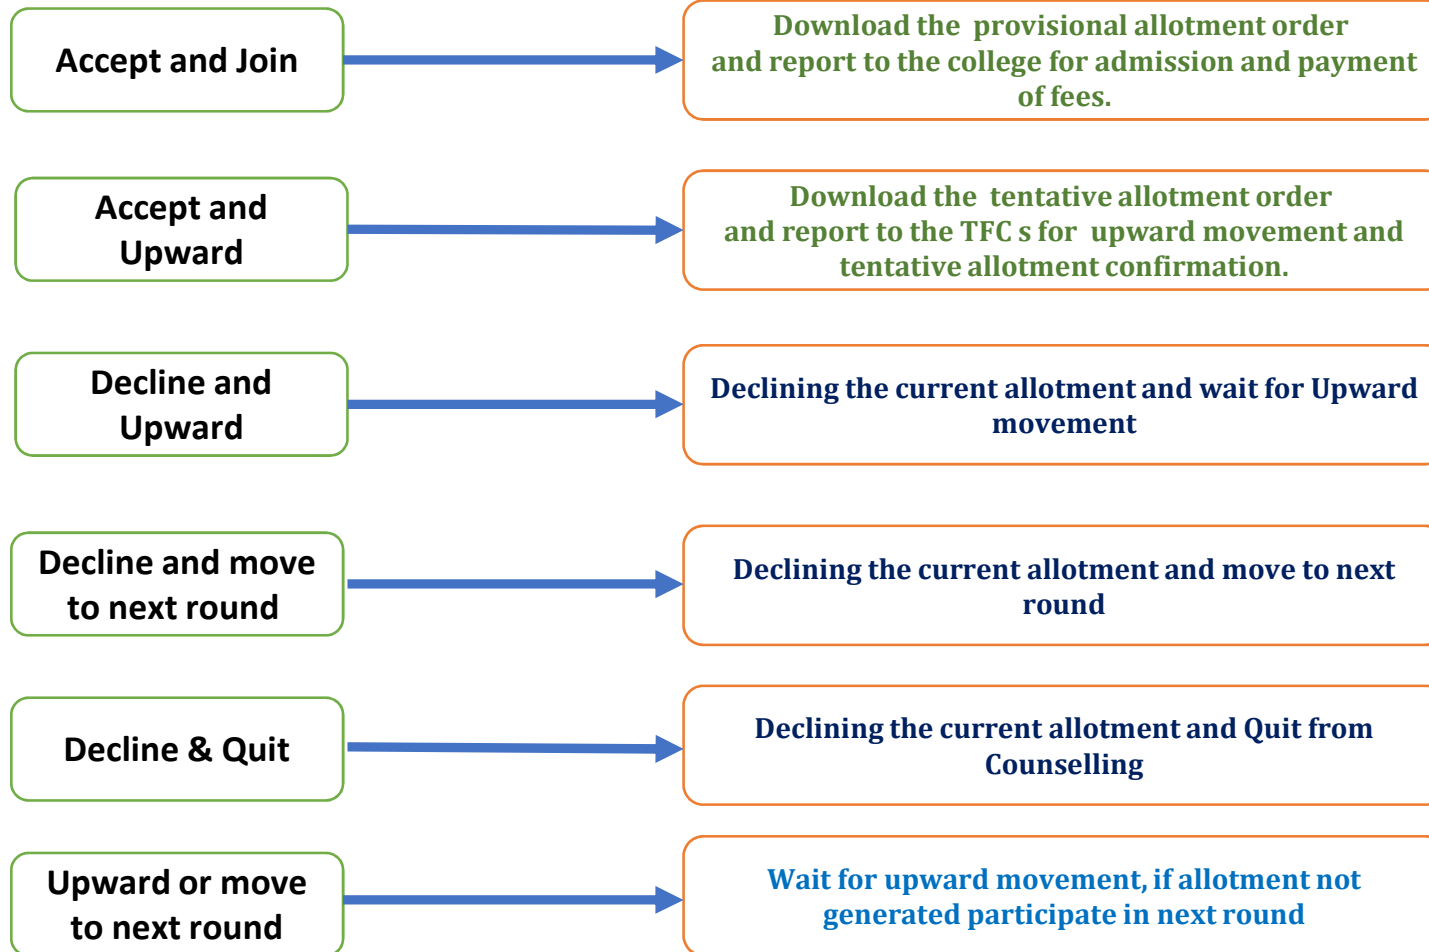 Accept and Join
Download the provisional allotment order
and report to the college for admission and payment
of fees.
Accept and
Upward
Download the tentative allotment order
and report to the TFC s for upward movement and
tentative allotment confirmation.
Decline and
Upward
Declining the current allotment and wait for Upward
movement
Decline and move
to next round
Declining the current allotment and move to next
round
Decline & Quit
Declining the current allotment and Quit from
Counselling
Upward or move
to next round
Wait for upward movement, if allotment not
generated participate in next round